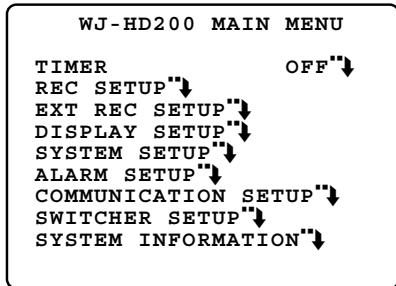 WJ-HD200 MAIN MENU
TIMER OFF
REC SETUP
EXT REC SETUP
DISPLAY SETUP
SYSTEM SETUP
ALARM SETUP
COMMUNICATION SETUP
SWITCHER SETUP
SYSTEM INFORMATION